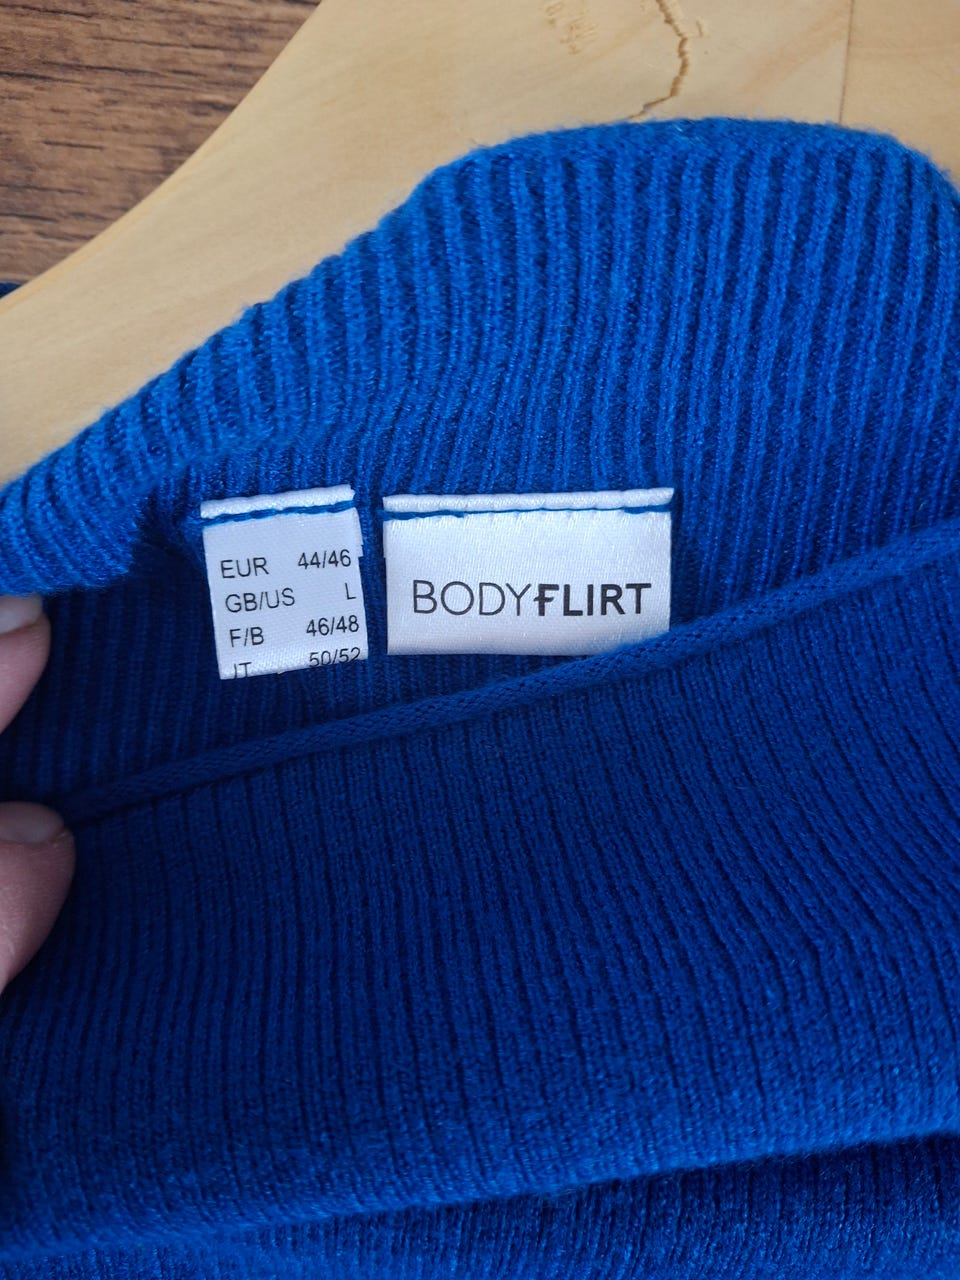 EUR 44/46
GB/US L
F/B 46/48
IT 50/52
BODYFLIRT